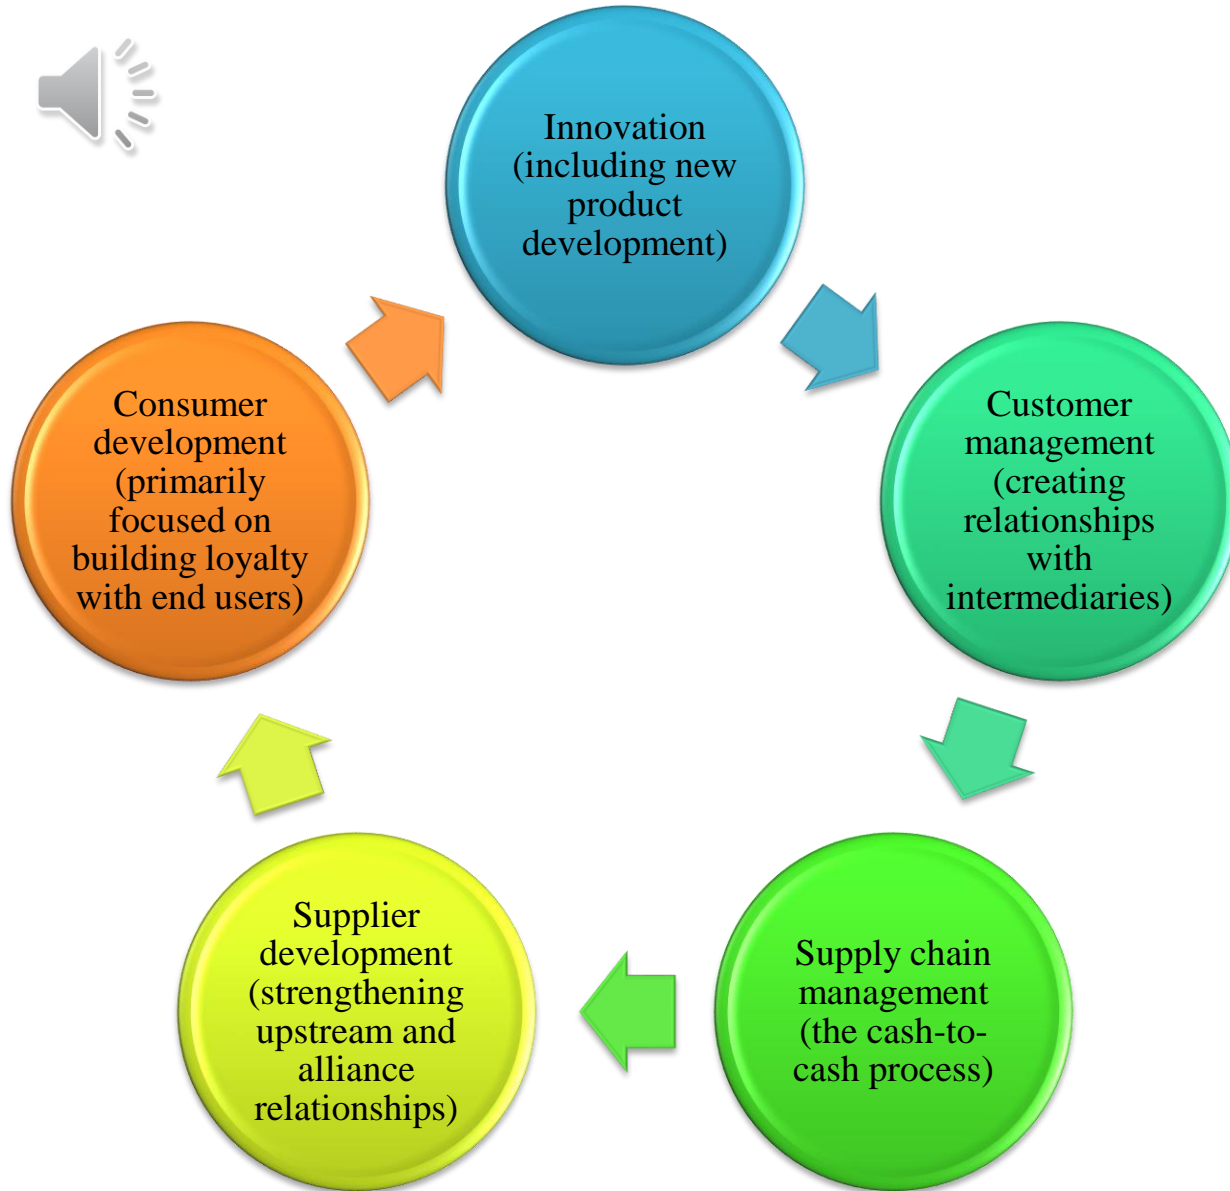 Innovation
(including new
product
development)
Customer
management
(creating
relationships
with
intermediaries)
Supply chain
management
(the cash-to-
cash process)
Supplier
development
(strengthening
upstream and
alliance
relationships)
Consumer
development
(primarily
focused on
building loyalty
with end users)